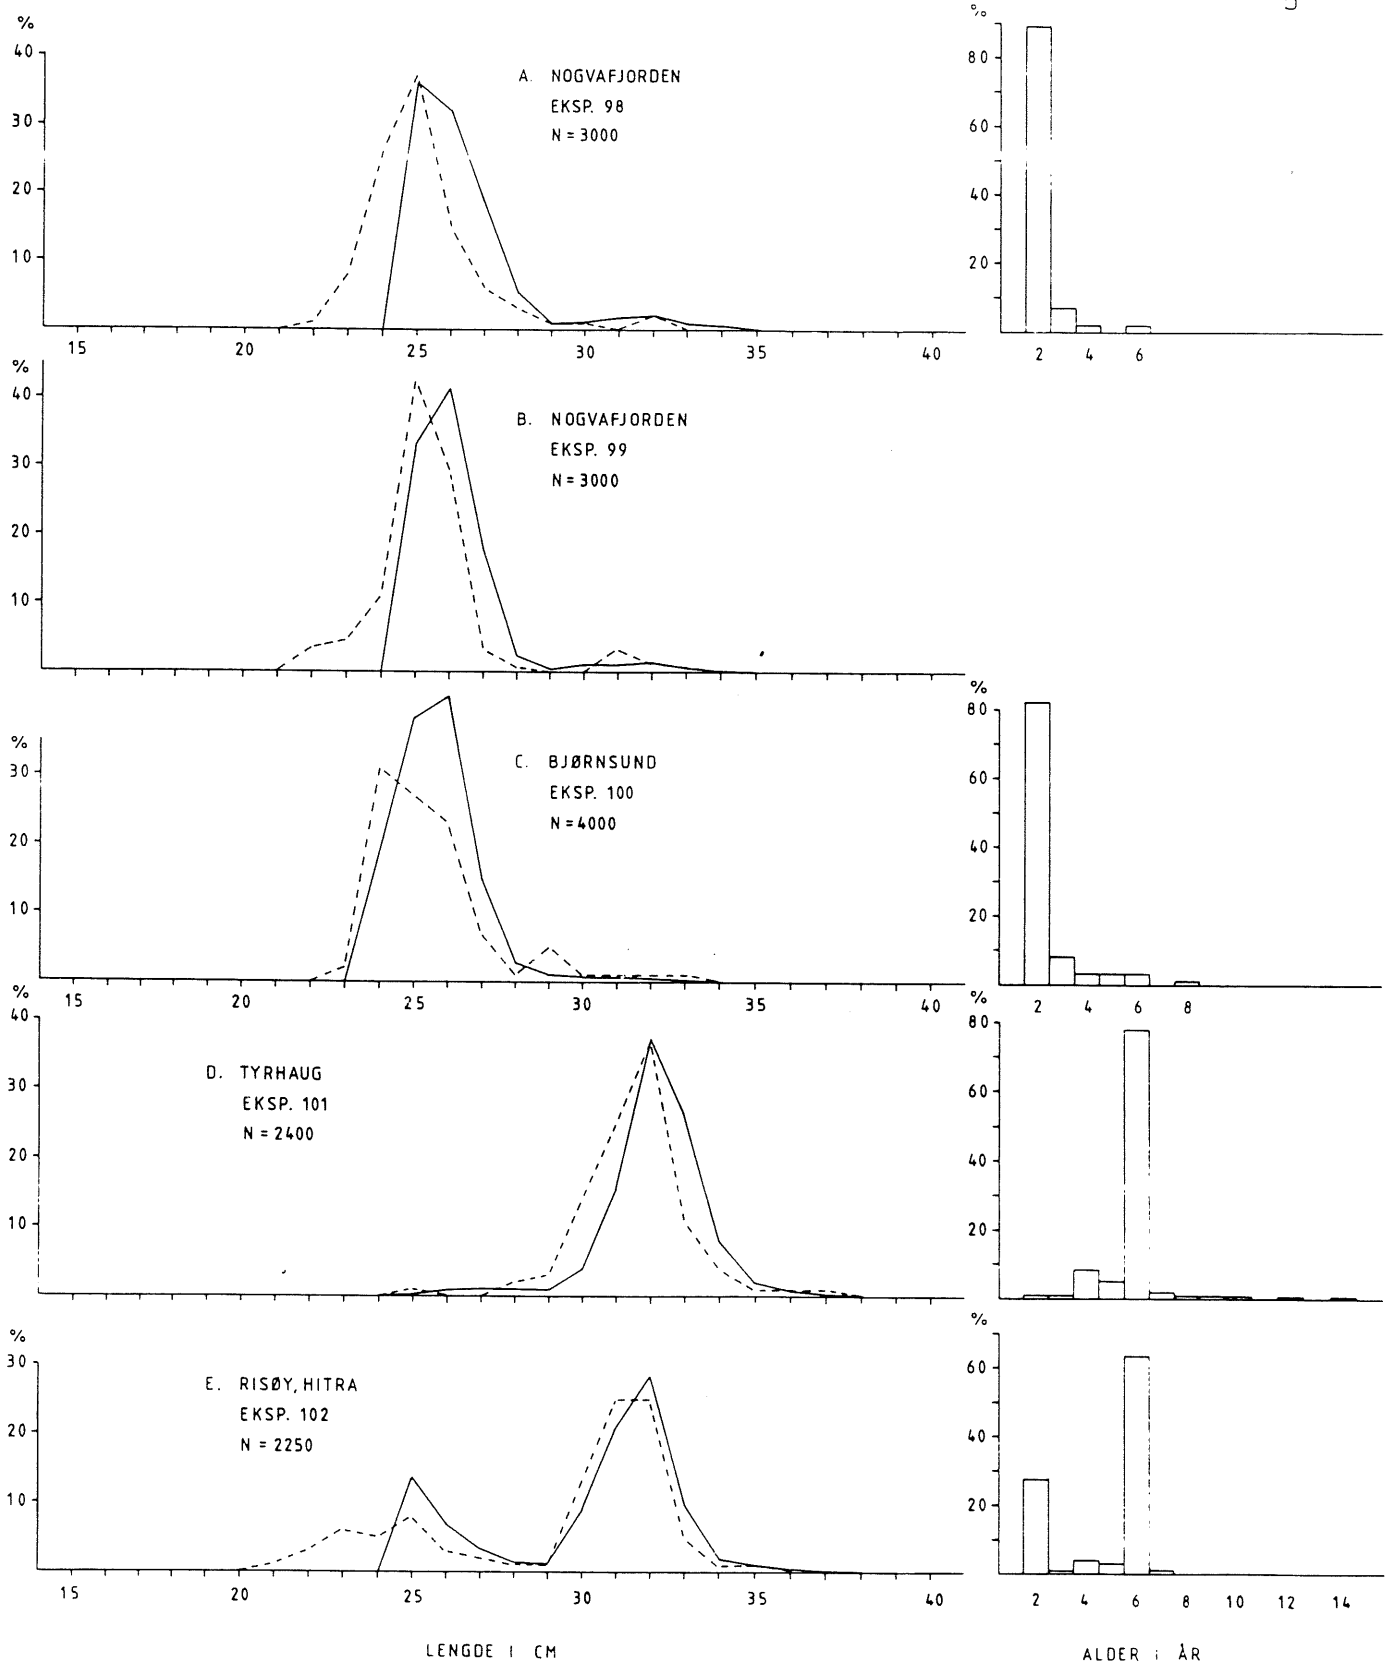 %
40
30
20
10
A. NOGVAFJORDEN
EKSP. 98
N = 3000
15 20 25 30 35 40
%
80
60
40
20
2 4 6
%
40
30
20
10
B. NOGVAFJORDEN
EKSP. 99
N = 3000
%
30
20
10
C. BJØRNSUND
EKSP. 100
N = 4000
15 20 25 30 35 40
%
80
60
40
20
2 4 6 8
%
40
30
20
10
D. TYRHAUG
EKSP. 101
N = 2400
%
80
60
40
20
%
30
20
10
E. RISØY, HITRA
EKSP. 102
N = 2250
15 20 25 30 35 40
LENGDE I CM
%
60
40
20
2 4 6 8 10 12 14
ALDER i ÅR